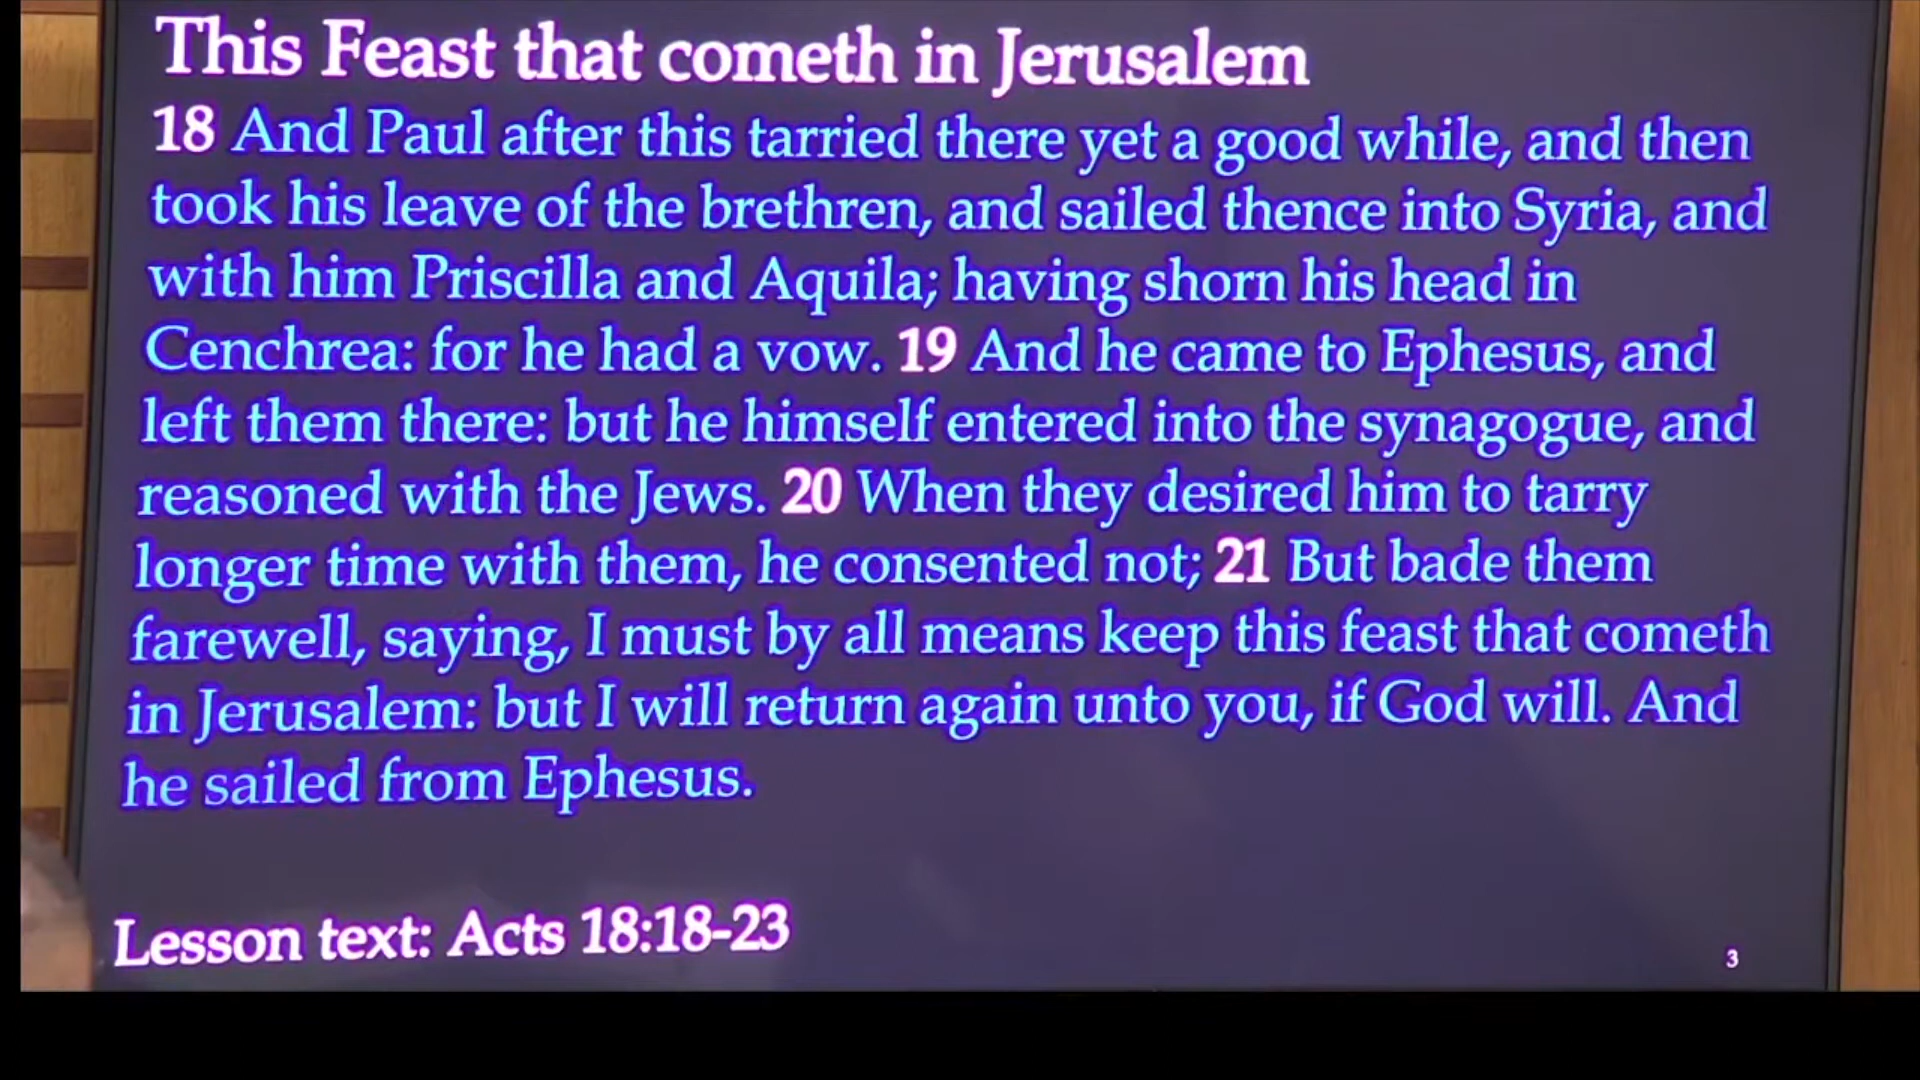 This Feast that cometh in Jerusalem
18 And Paul after this tarried there yet a good while, and then
took his leave of the brethren, and sailed thence into Syria, and
with him Priscilla and Aquila; having shorn his head in
Cenchrea: for he had a vow. 19 And he came to Ephesus, and
left them there: but he himself entered into the synagogue, and
reasoned with the Jews. 20 When they desired him to tarry
longer time with them, he consented not; 21 But bade them
farewell, saying, I must by all means keep this feast that cometh
in Jerusalem: but I will return again unto you, if God will. And
he sailed from Ephesus.
Lesson text: Acts 18:18-23
3